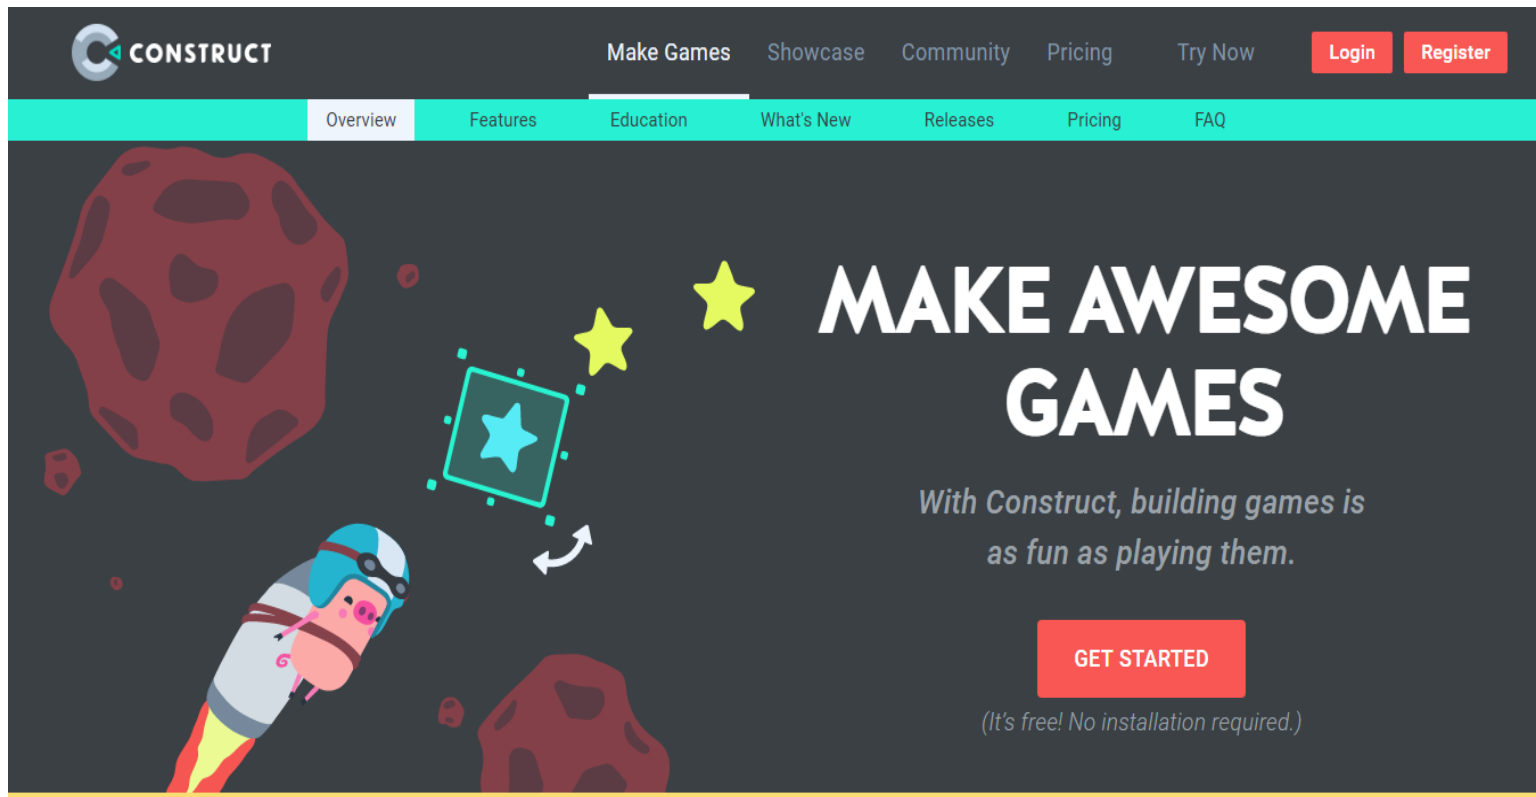 CONSTRUCT
Make Games Showcase Community Pricing Try Now Login Register
Overview Features Education What's New Releases Pricing FAQ
MAKE AWESOME
GAMES
With Construct, building games is
as fun as playing them.
GET STARTED
(It's free! No installation required.)